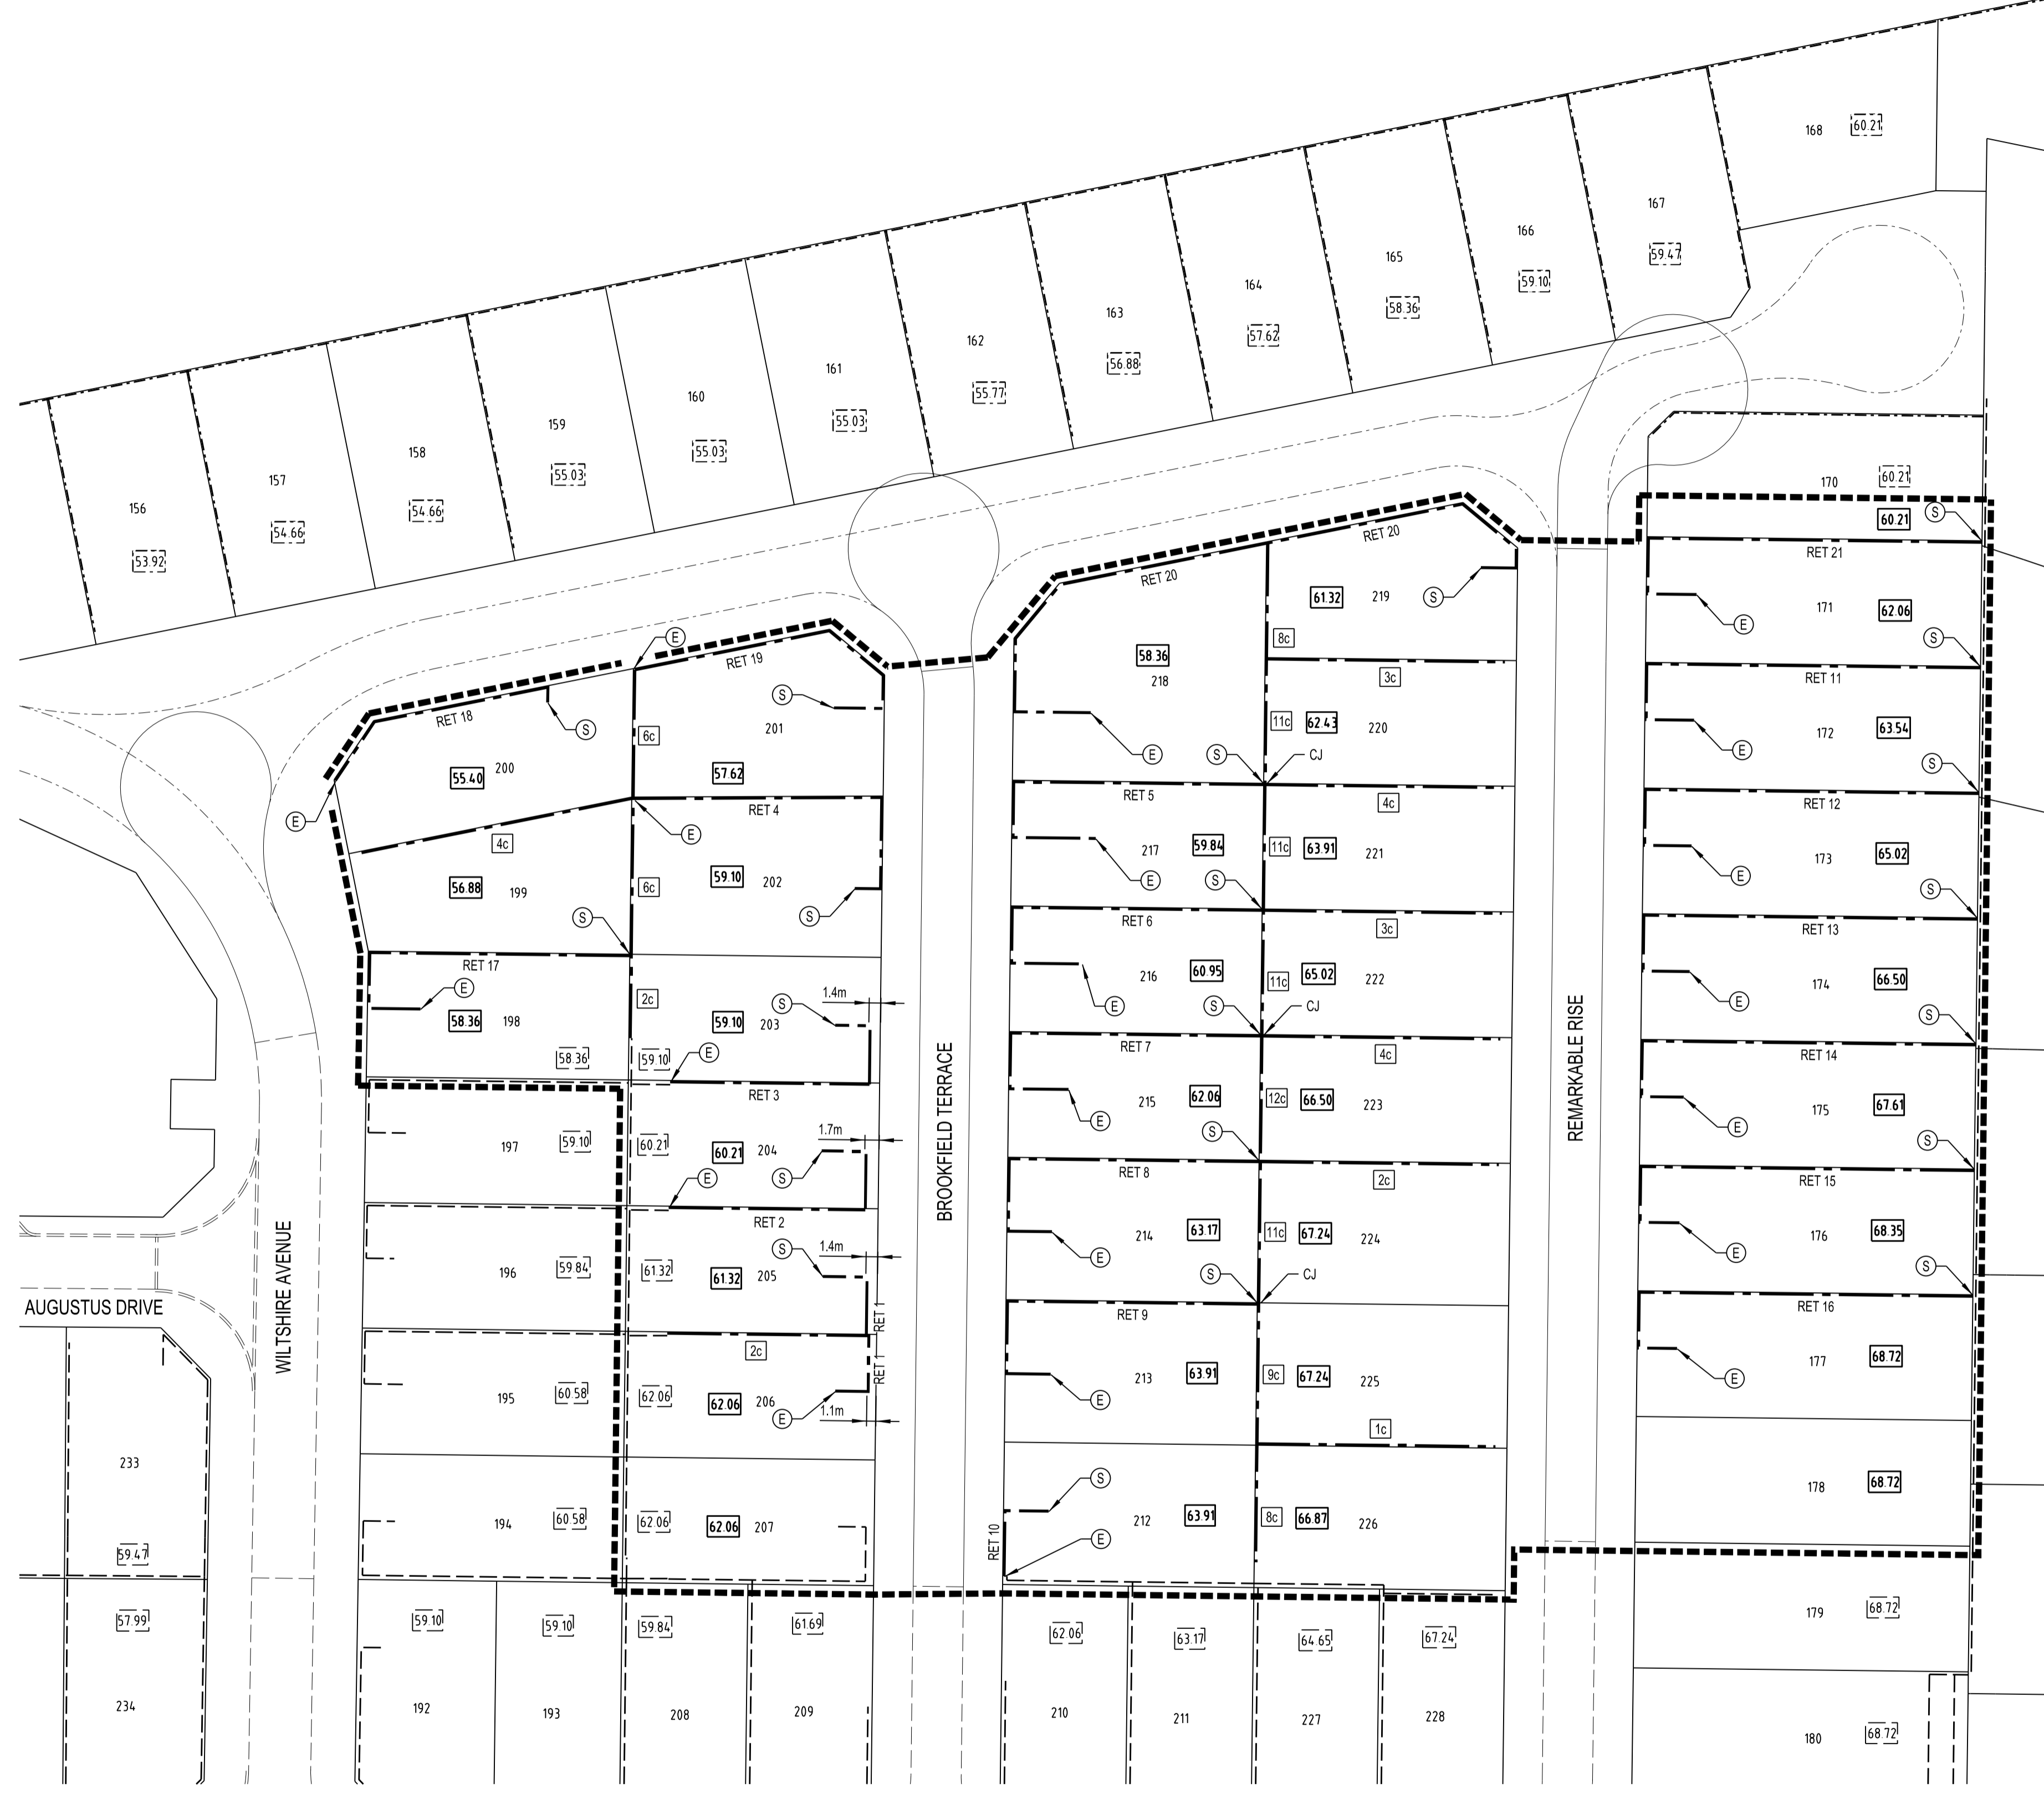 168
60.21
167
59.47
166
59.10
165
58.36
164
57.62
163
56.88
162
55.77
161
55.03
160
55.03
159
55.03
158
54.66
157
54.66
156
53.92
170
60.21
60.21
S
RET 21
171
62.06
E
S
RET 11
172
63.54
E
S
RET 12
173
65.02
E
S
RET 13
174
66.50
E
S
RET 14
175
67.61
E
S
RET 15
176
68.35
E
S
RET 16
177
68.72
E
178
68.72
179
68.72
180
68.72
REMARKABLE RISE
RET 20
RET 20
61.32
219
S
8c
3c
58.36
218
E
S
CJ
11c
62.43
220
4c
RET 5
217
59.84
E
S
11c
63.91
221
3c
RET 6
216
60.95
E
S
CJ
11c
65.02
222
4c
RET 7
215
62.06
E
S
12c
66.50
223
2c
RET 8
214
63.17
E
S
CJ
11c
67.24
224
RET 9
213
63.91
E
9c
67.24
225
1c
S
RET 10
E
212
63.91
8c
66.87
226
BROOKFIELD TERRACE
E
RET 19
S
201
6c
57.62
RET 18
S
200
55.40
E
RET 4
E
4c
56.88
199
S
6c
59.10
202
S
RET 17
E
58.36
198
58.36
2c
59.10
203
S
1.4m
59.10
E
RET 3
197
59.10
60.21
60.21
204
1.7m
S
E
RET 2
196
59.84
61.32
61.32
205
1.4m
S
RET 1
RET 1
2c
195
60.58
62.06
62.06
206
E
1.1m
194
60.58
62.06
62.06
207
WILTSHIRE AVENUE
AUGUSTUS DRIVE
233
59.47
57.99
234
59.10
192
59.10
193
59.84
208
61.69
209
62.06
210
63.17
211
64.65
227
67.24
228